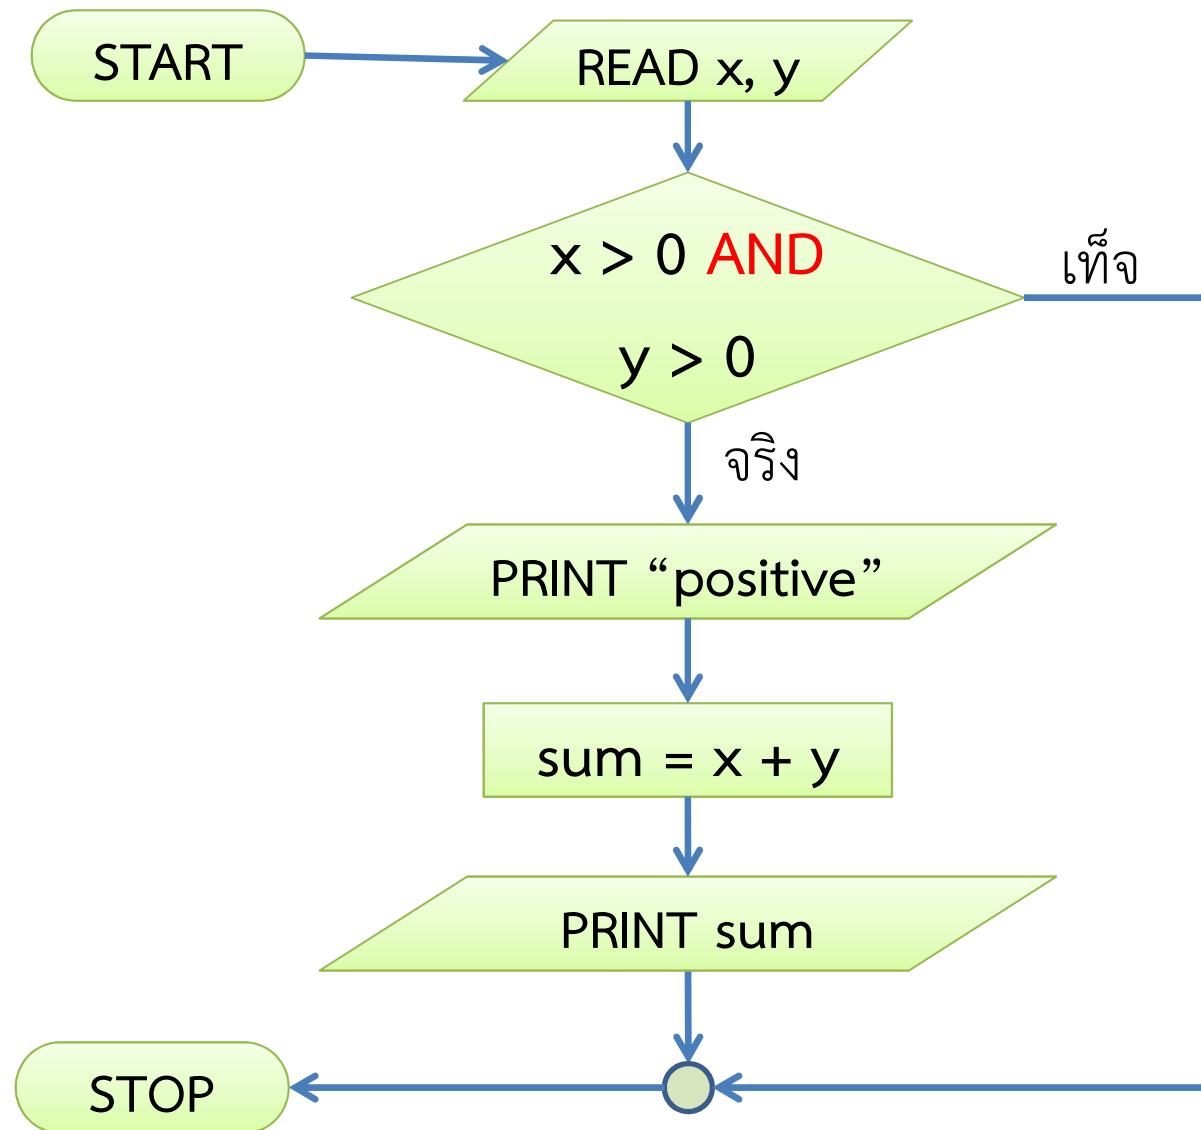 START
READ x, y
x > 0 AND
y > 0
เท็จ
จริง
PRINT “positive”
sum = x + y
PRINT sum
STOP